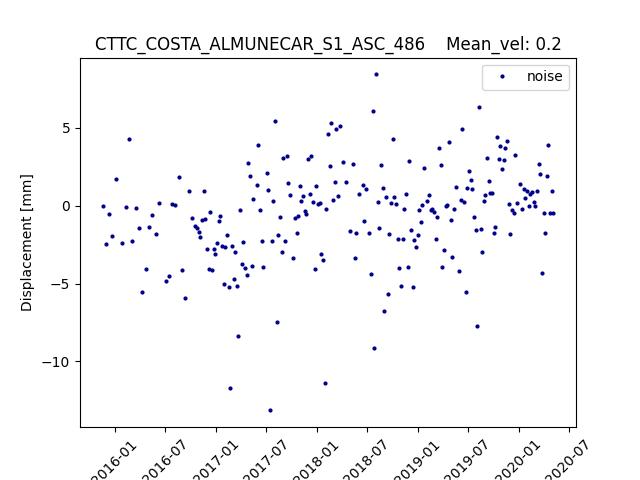 CTTC_COSTA_ALMUNECAR_S1_ASC_486    Mean_vel: 0.2
noise
Displacement [mm]
5
0
−5
−10
2016-01 2016-07 2017-01 2017-07 2018-01 2018-07 2019-01 2019-07 2020-01 2020-07